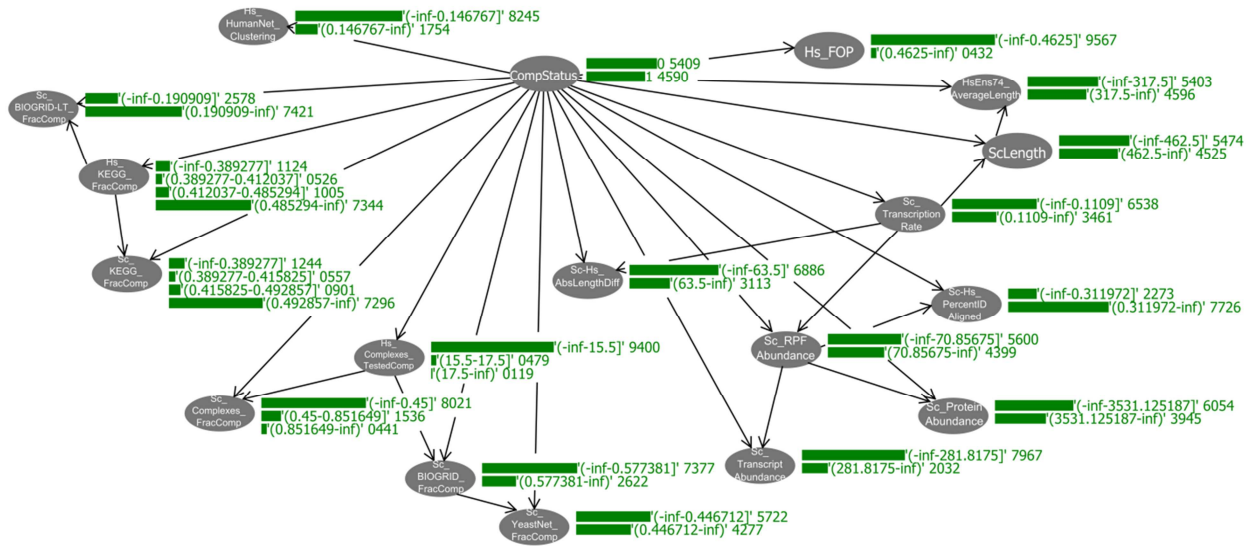 Hs_
HumanNet_
Clustering
'(-inf-0.146767]' 8245
'(0.146767-inf)' 1754
Hs_FOP
'(-inf-0.4625]' 9567
'(0.4625-inf)' 0432
CompStatus
0 5409
1 4590
HsEns74_
AverageLength
'(-inf-317.5]' 5403
'(317.5-inf)' 4596
Sc_
BIOGRID-LT_
FracComp
'(-inf-0.190909]' 2578
'(0.190909-inf)' 7421
ScLength
'(-inf-462.5]' 5474
'(462.5-inf)' 4525
Hs_
KEGG_
FracComp
'(-inf-0.389277]' 1124
'(0.389277-0.412037]' 0526
'(0.412037-0.485294]' 1005
'(0.485294-inf)' 7344
Sc_
Transcription
Rate
'(-inf-0.1109]' 6538
'(0.1109-inf)' 3461
Sc_
KEGG_
FracComp
'(-inf-0.389277]' 1244
'(0.389277-0.415825]' 0557
'(0.415825-0.492857]' 0901
'(0.492857-inf)' 7296
Sc-Hs_
AbsLengthDiff
'(-inf-63.5]' 6886
'(63.5-inf)' 3113
Sc-Hs_
PercentID
Aligned
'(-inf-0.311972]' 2273
'(0.311972-inf)' 7726
Hs_
Complexes_
TestedComp
'(-inf-15.5]' 9400
'(15.5-17.5]' 0479
'(17.5-inf)' 0119
Sc_RPF
Abundance
'(-inf-70.85675]' 5600
'(70.85675-inf)' 4399
Sc_
Complexes_
FracComp
'(-inf-0.45]' 8021
'(0.45-0.851649]' 1536
'(0.851649-inf)' 0441
Sc_Protein
Abundance
'(-inf-3531.125187]' 6054
'(3531.125187-inf)' 3945
Sc_
BIOGRID_
FracComp
'(-inf-0.577381]' 7377
'(0.577381-inf)' 2622
Sc_
Transcript
Abundance
'(-inf-281.8175]' 7967
'(281.8175-inf)' 2032
Sc_
YeastNet_
FracComp
'(-inf-0.446712]' 5722
'(0.446712-inf)' 4277